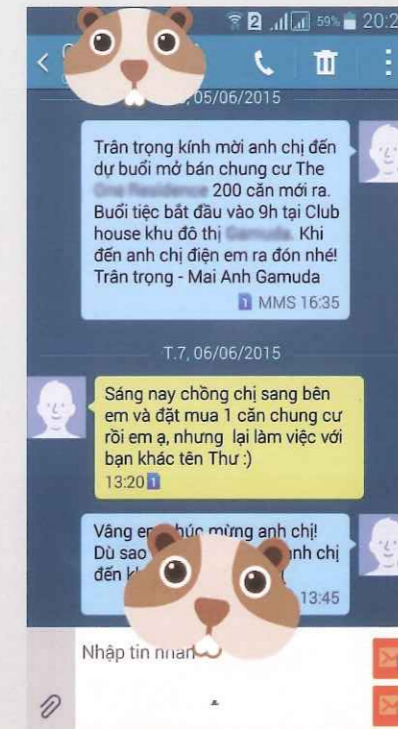 2 59% 20:2
05/06/2015
Trân trọng kính mời anh chị đến
dự buổi mở bán chung cư The
200 căn mới ra.
Buổi tiệc bắt đầu vào 9h tại Club
house khu đô thị Khi
đến anh chị điện em ra đón nhé!
Trân trọng - Mai Anh Gamuda
1 MMS 16:35
T.7, 06/06/2015
Sáng nay chồng chị sang bên
em và đặt mua 1 căn chung cư
rồi em ạ, nhưng lại làm việc với
bạn khác tên Thư :)
13:20 1
Vâng mừng anh chị!
Dù sao anh chị
đến
13:45
Nhập tin nhắn